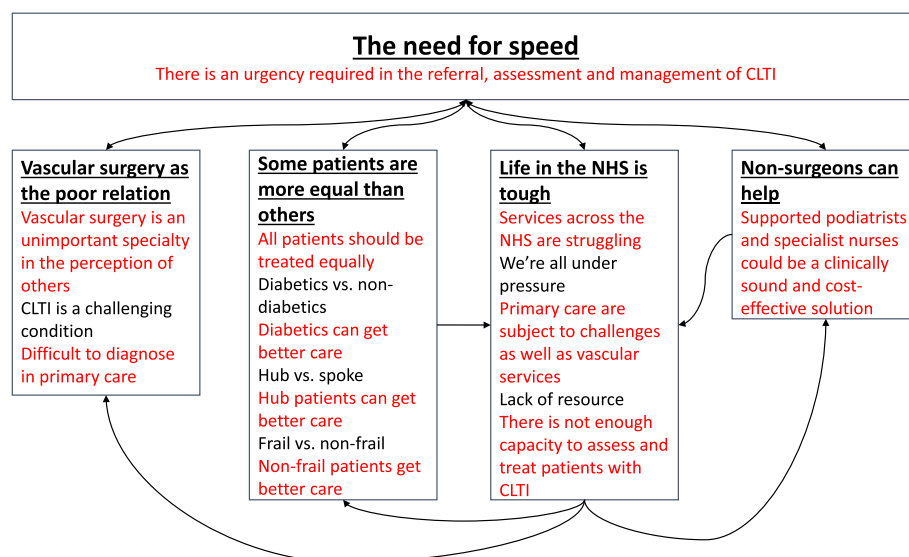 The need for speed
There is an urgency required in the referral, assessment and management of CLTI
Vascular surgery as
the poor relation
Vascular surgery is an
unimportant specialty
in the perception of
others
CLTI is a challenging
condition
Difficult to diagnose
in primary care
Some patients are
more equal than
others
All patients should be
treated equally
Diabetics vs. non-
diabetics
Diabetics can get
better care
Hub vs. spoke
Hub patients can get
better care
Frail vs. non-frail
Non-frail patients get
better care
Life in the NHS is
tough
Services across the
NHS are struggling
We’re all under
pressure
Primary care are
subject to challenges
as well as vascular
services
Lack of resource
There is not enough
capacity to assess and
treat patients with
CLTI
Non-surgeons can
help
Supported podiatrists
and specialist nurses
could be a clinically
sound and cost-
effective solution